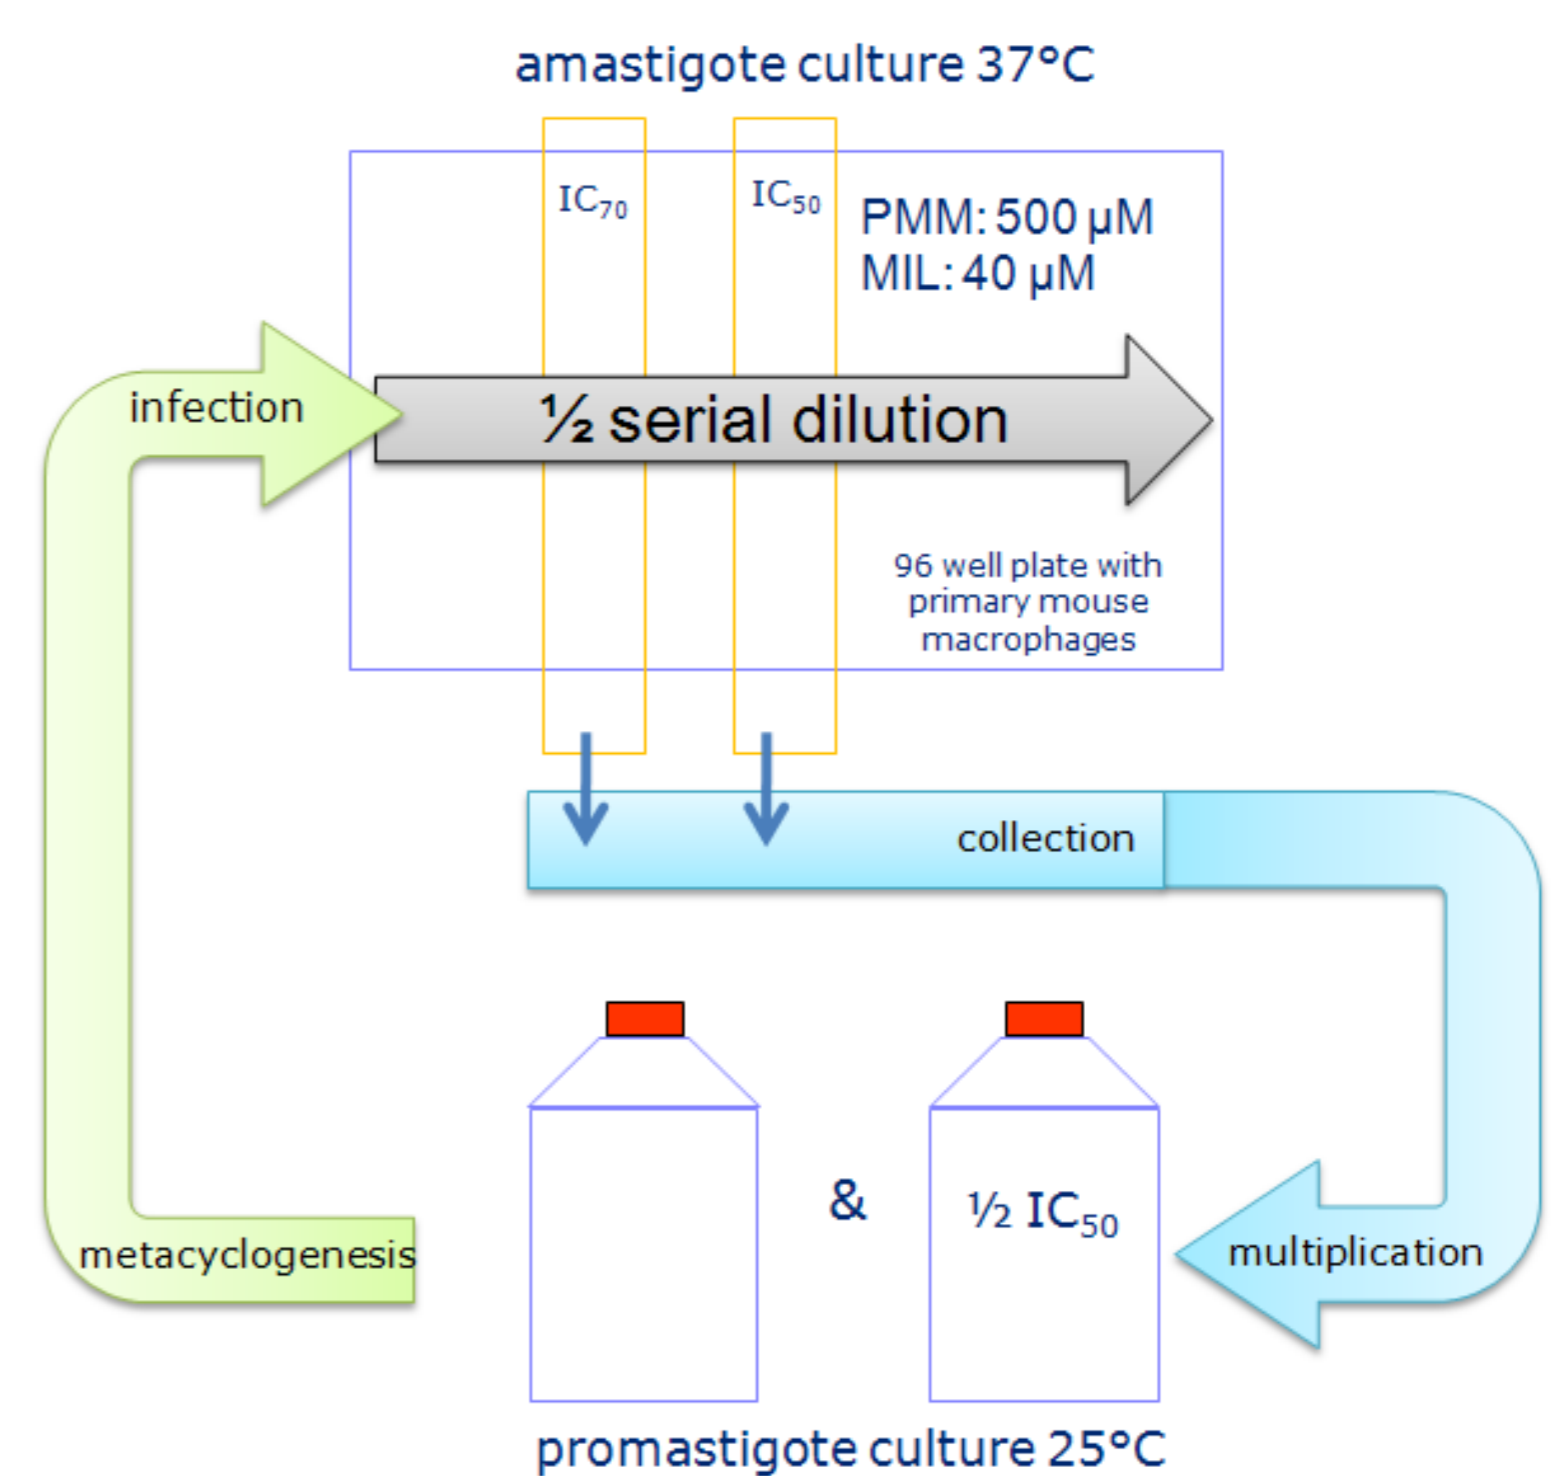 amastigote culture 37°C
IC₇₀
IC₅₀
PMM: 500 µM
MIL: 40 µM
infection
½ serial dilution
96 well plate with
primary mouse
macrophages
collection
&
½ IC₅₀
metacyclogenesis
multiplication
promastigote culture 25°C